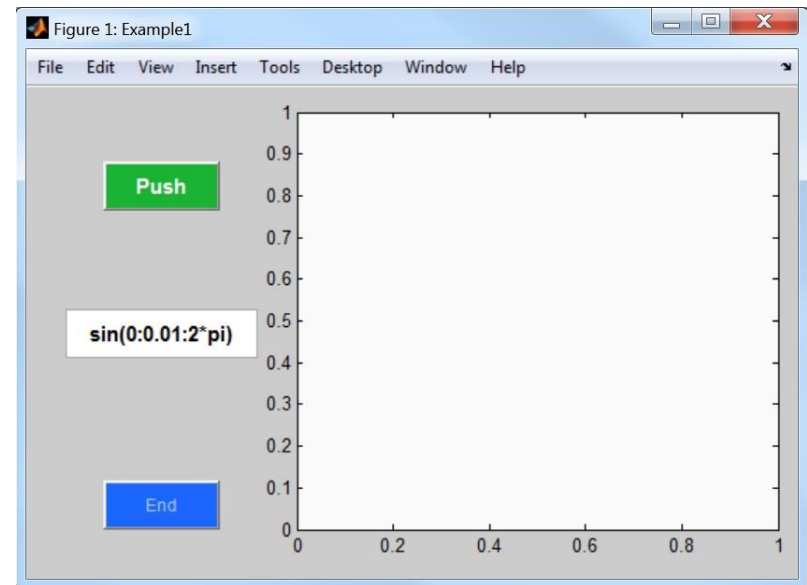 Figure 1: Example1
File Edit View Insert Tools Desktop Window Help
Push
sin(0:0.01:2*pi)
End
1
0.9
0.8
0.7
0.6
0.5
0.4
0.3
0.2
0.1
0
0 0.2 0.4 0.6 0.8 1